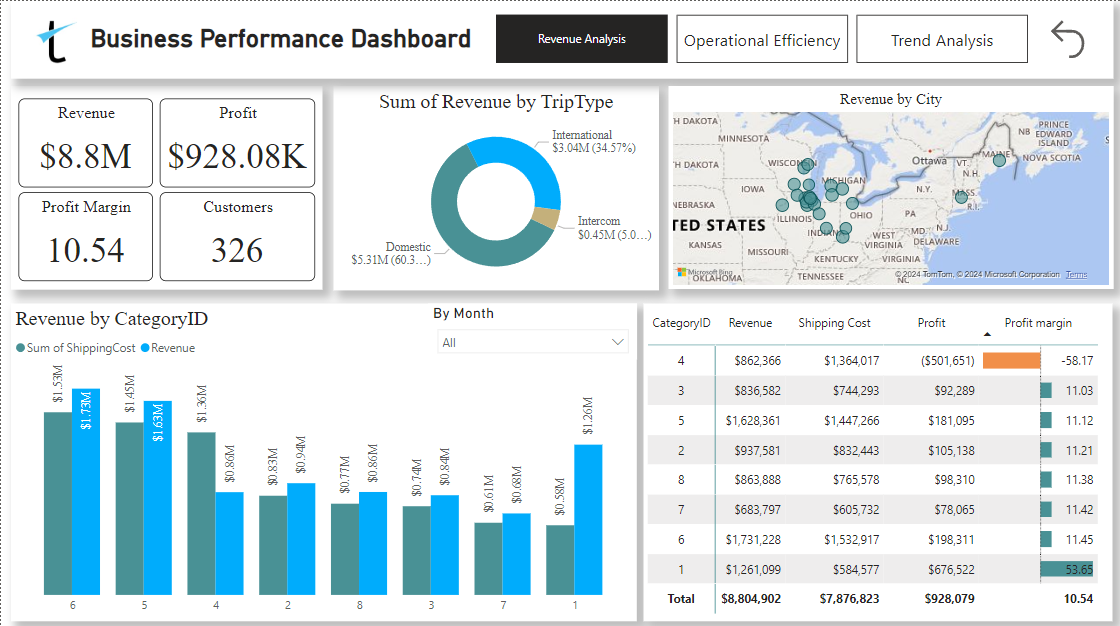 Business Performance Dashboard
Revenue Analysis
Operational Efficiency
Trend Analysis
Revenue
$8.8M
Profit
$928.08K
Profit Margin
10.54
Customers
326
Sum of Revenue by TripType
International
$3.04M (34.57%)
Intercom
$0.45M (5.0...)
Domestic
$5.31M (60.3...)
Revenue by City
H DAKOTA
MINNESOTA
TH DAKOTA
WISCONSIN
MICHIGAN
IOWA
NEBRASKA
ILLINOIS
INDIANA
OHIO
TED STATES
KANSAS
MISSOURI
KENTUCKY
WEST
VIRGINIA
VIRGINIA
OKLAHOMA
TENNESSEE
NC
PA
MD
N.J.
DELAWARE
N.Y.
MASS
R.I.
N.H.
VT.
MAINE
Ottawa
NB
PRINCE
EDWARD
ISLAND
NOVA SCOTIA
Microsoft Bing
© 2024 TomTom, © 2024 Microsoft Corporation Terms
Revenue by CategoryID
Sum of ShippingCost Revenue
By Month
All
$1.53M
$1.73M
$1.45M
$1.63M
$1.36M
$0.86M
$0.83M
$0.94M
$0.77M
$0.86M
$0.74M
$0.84M
$0.61M
$0.68M
$0.58M
$1.26M
6 5 4 2 8 3 7 1
CategoryID Revenue Shipping Cost Profit Profit margin
4 $862,366 $1,364,017 ($501,651) -58.17
3 $836,582 $744,293 $92,289 11.03
5 $1,628,361 $1,447,266 $181,095 11.12
2 $937,581 $832,443 $105,138 11.21
8 $863,888 $765,578 $98,310 11.38
7 $683,797 $605,732 $78,065 11.42
6 $1,731,228 $1,532,917 $198,311 11.45
1 $1,261,099 $584,577 $676,522 53.65
Total $8,804,902 $7,876,823 $928,079 10.54